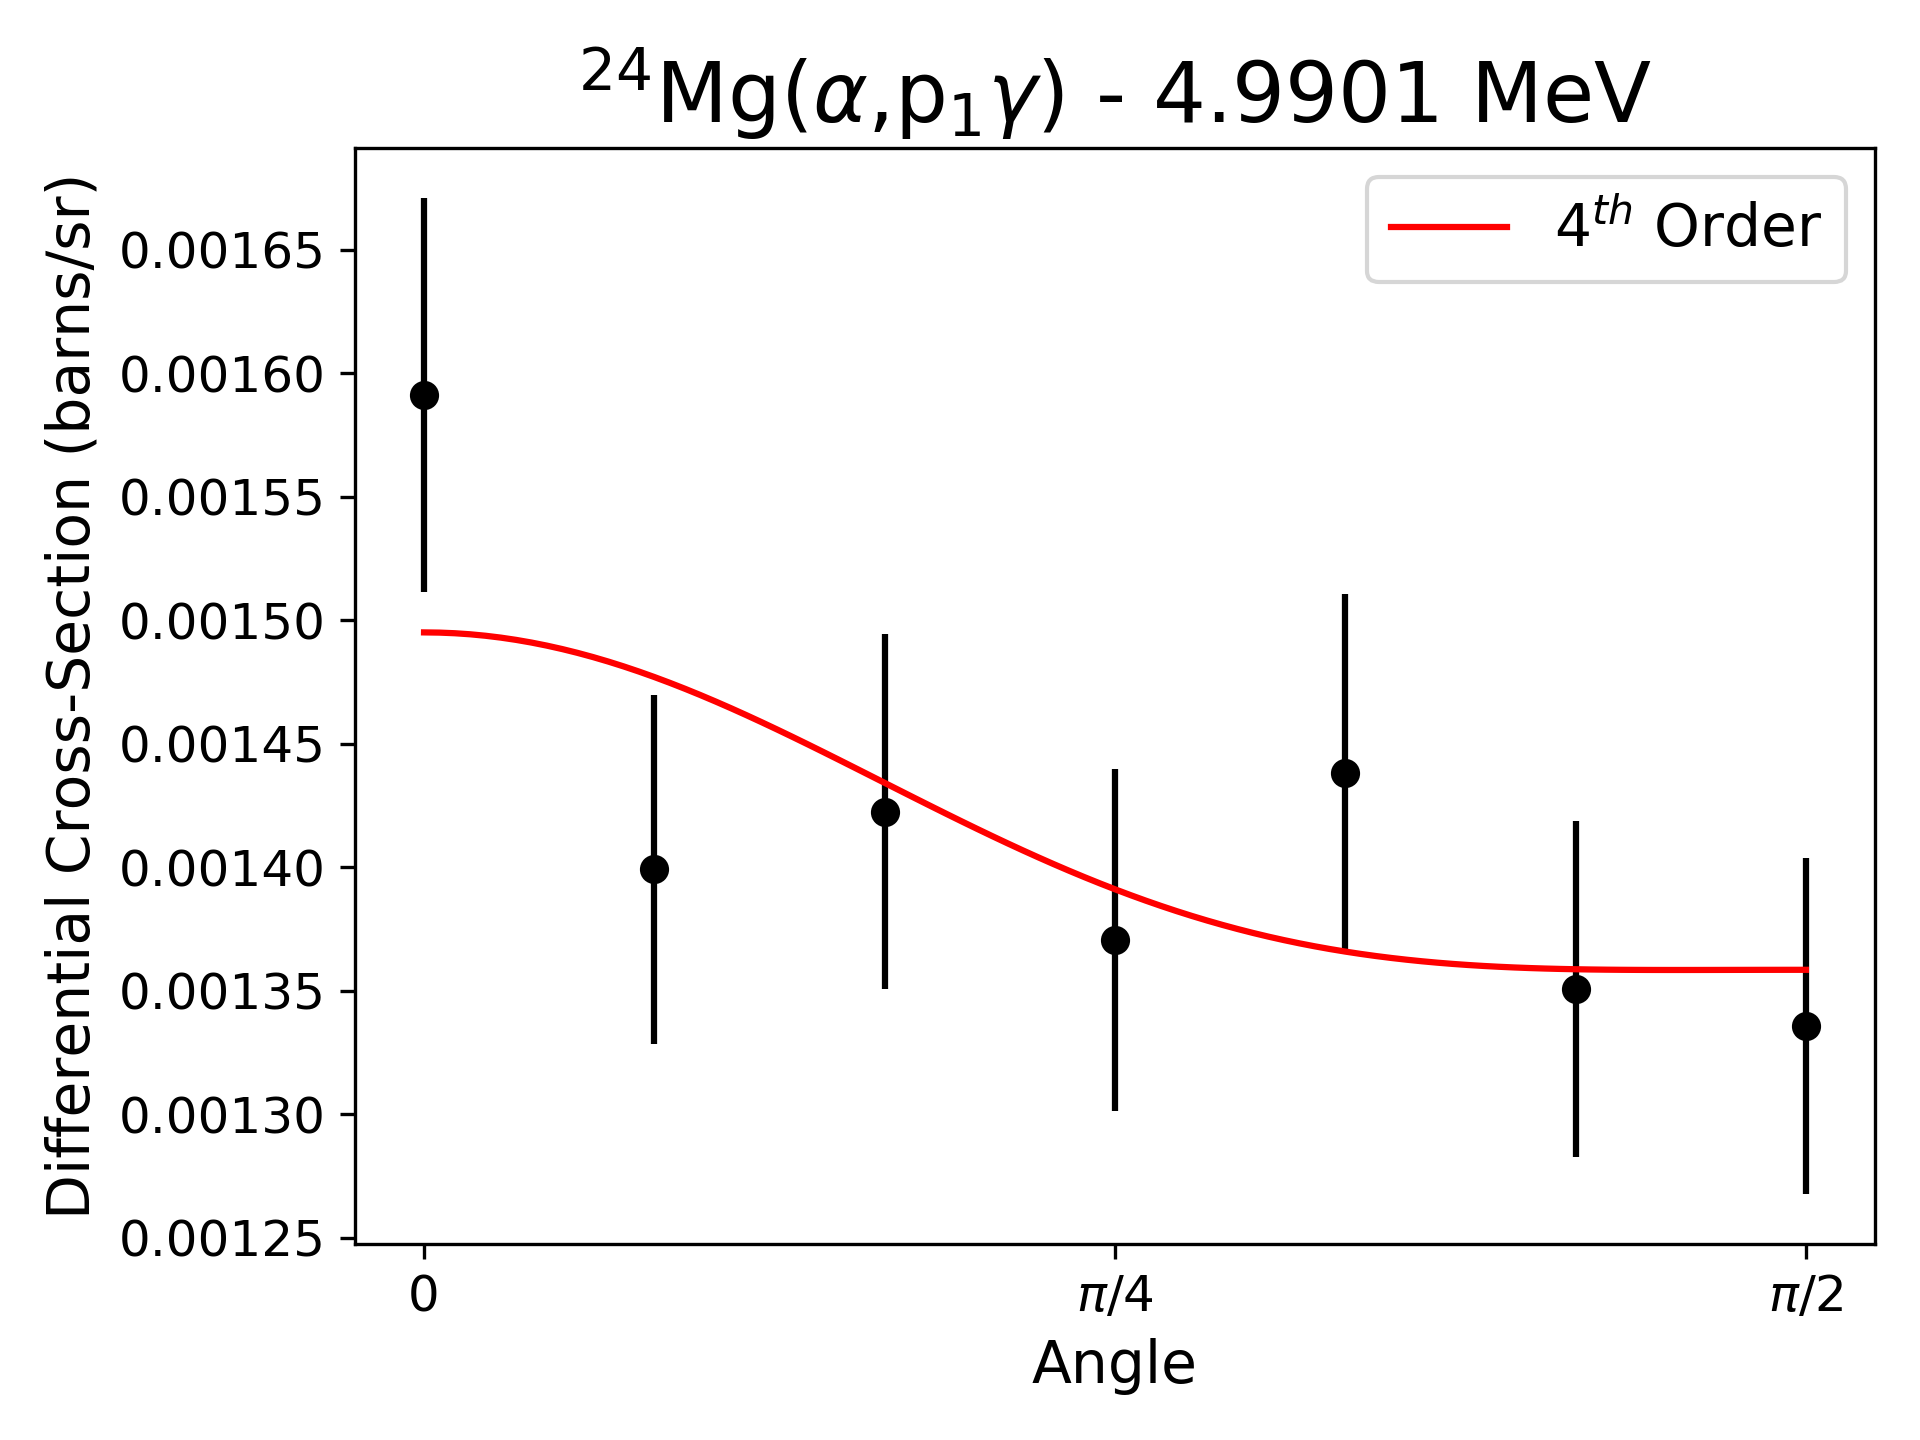 ²⁴Mg(α,p₁γ) - 4.9901 MeV
4ᵗʰ Order
Differential Cross-Section (barns/sr)
0.00165
0.00160
0.00155
0.00150
0.00145
0.00140
0.00135
0.00130
0.00125
0
π/4
π/2
Angle